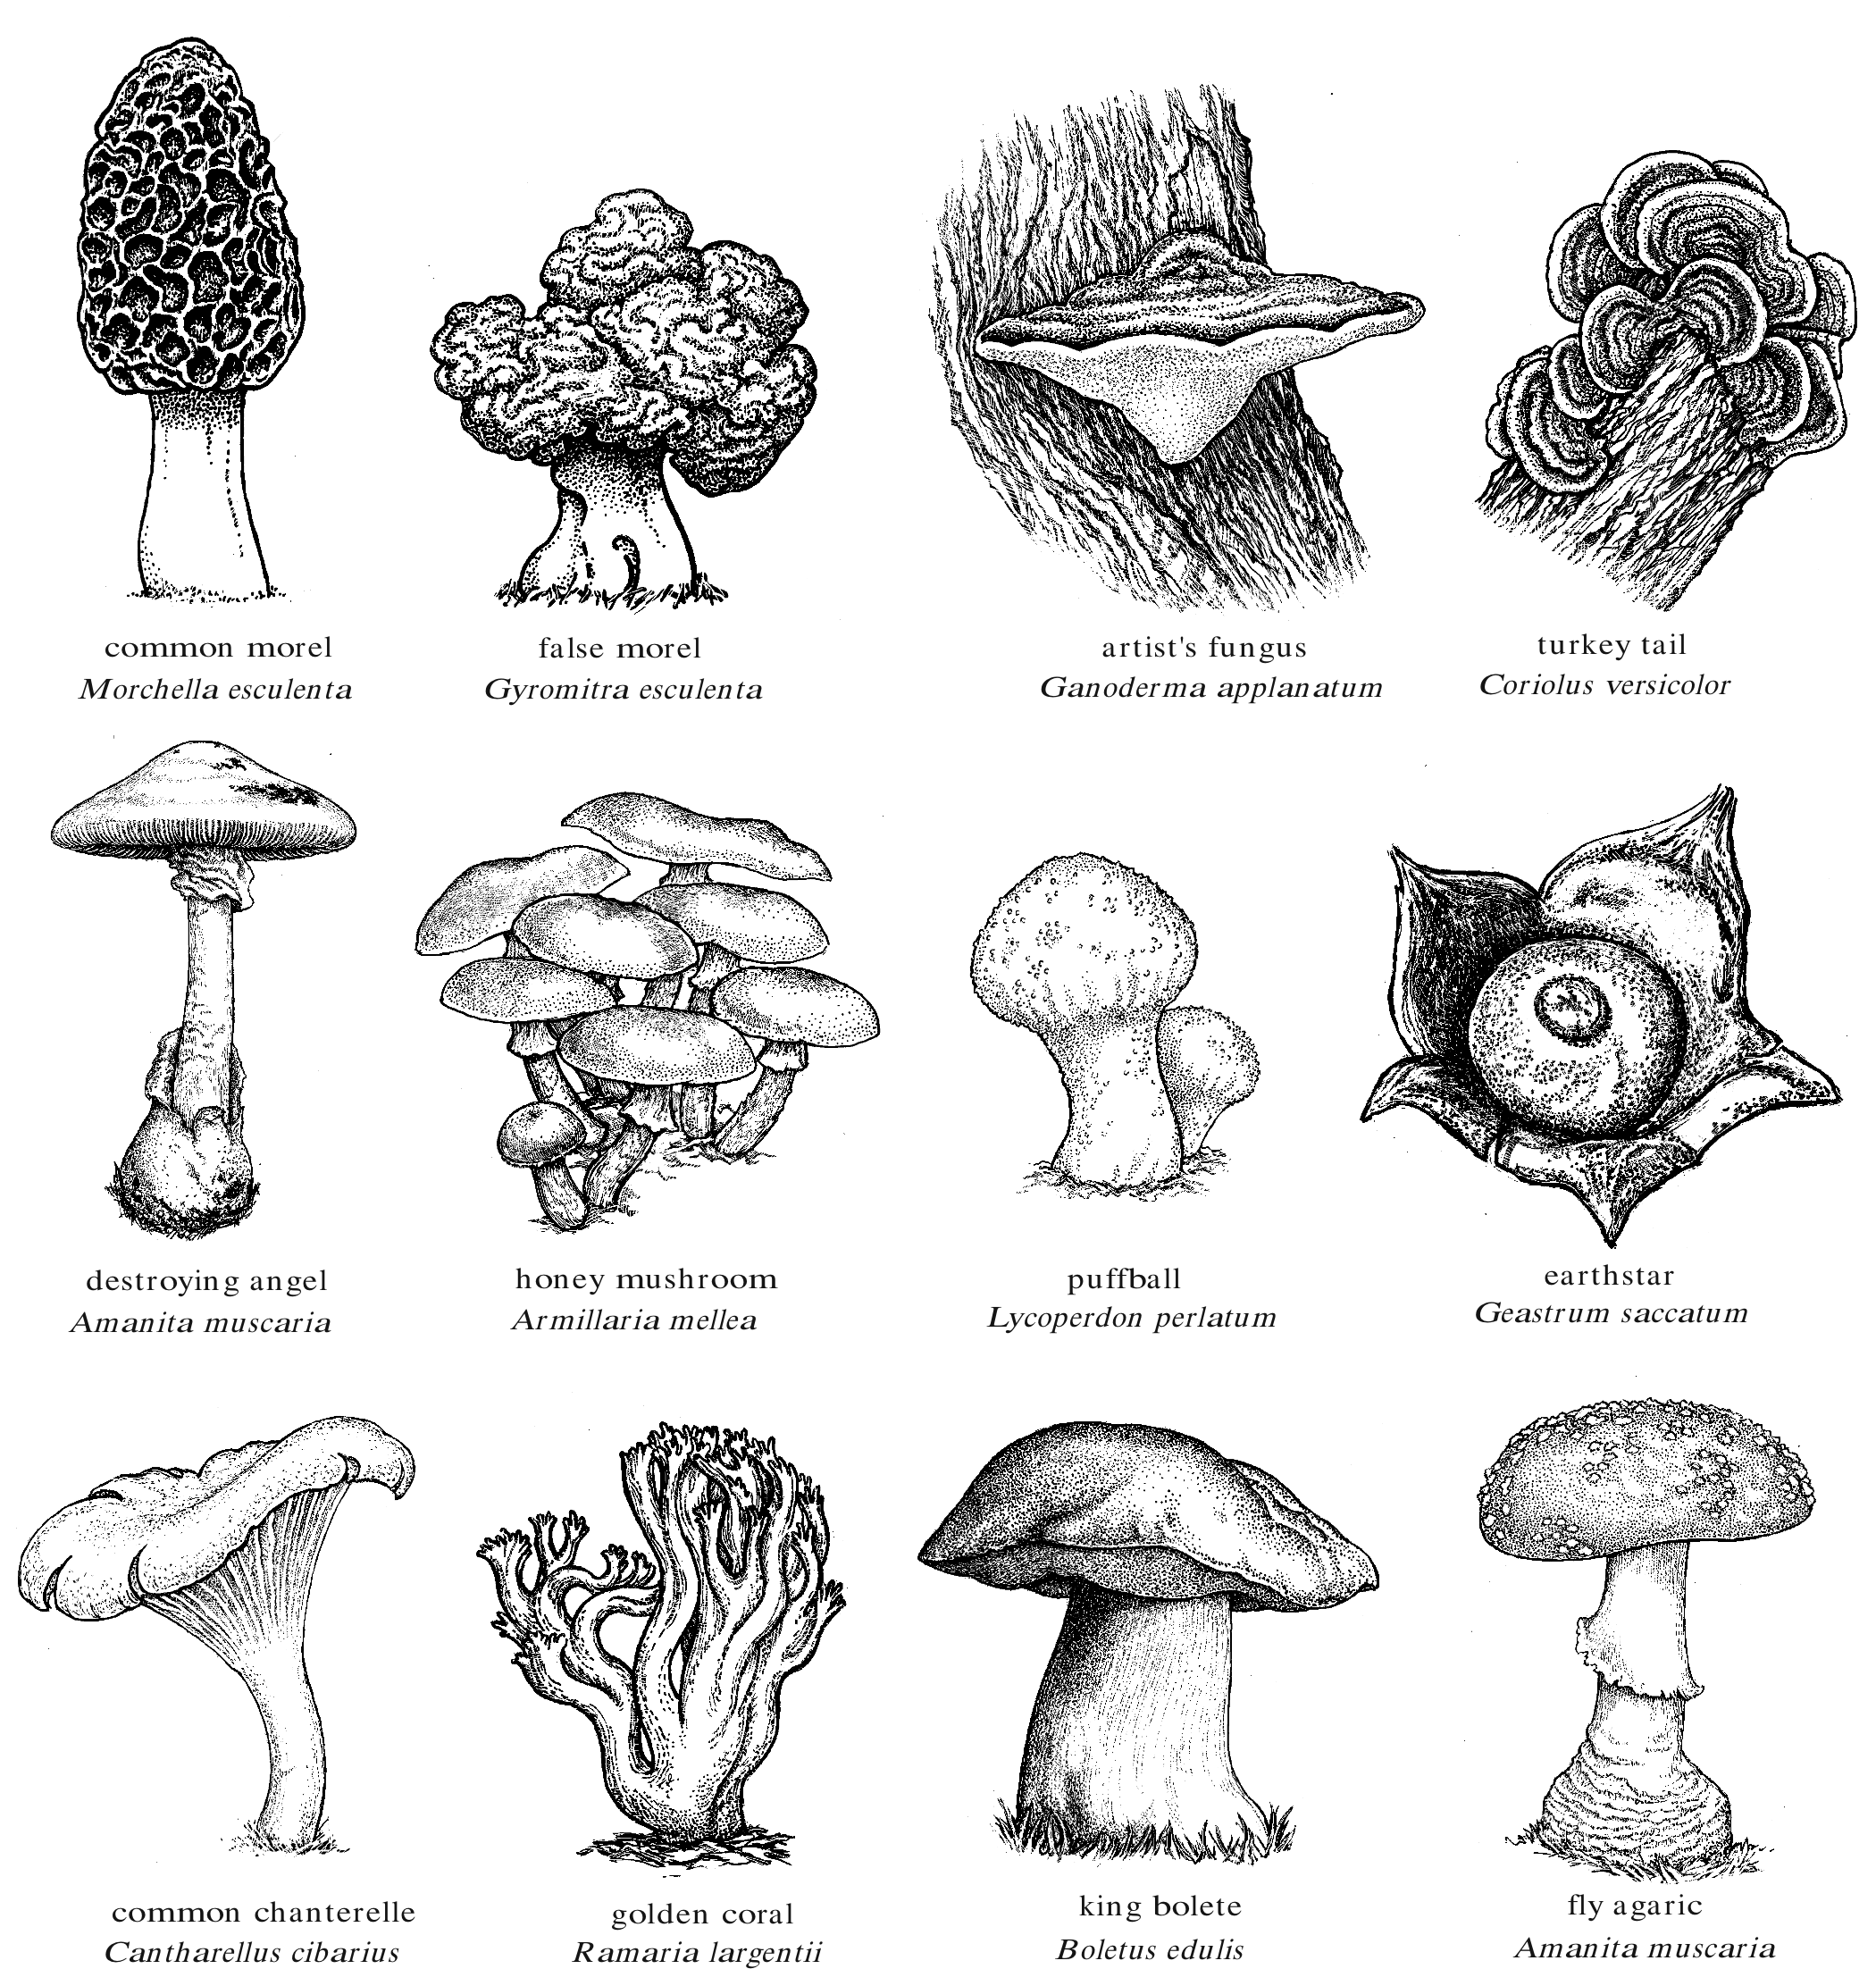 common morel
Morchella esculenta
false morel
Gyromitra esculenta
artist's fungus
Ganoderma applanatum
turkey tail
Coriolus versicolor
destroying angel
Amanita muscaria
honey mushroom
Armillaria mellea
puffball
Lycoperdon perlatum
earthstar
Geastrum saccatum
common chanterelle
Cantharellus cibarius
golden coral
Ramaria largentii
king bolete
Boletus edulis
fly agaric
Amanita muscaria